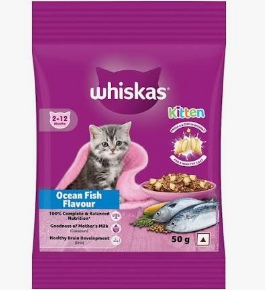 whiskas®
Kitten
2-12
months
Ocean Fish
Flavour
100% Complete & Balanced
Nutrition*
Goodness of Mother's Milk
Healthy Brain Development
50 g